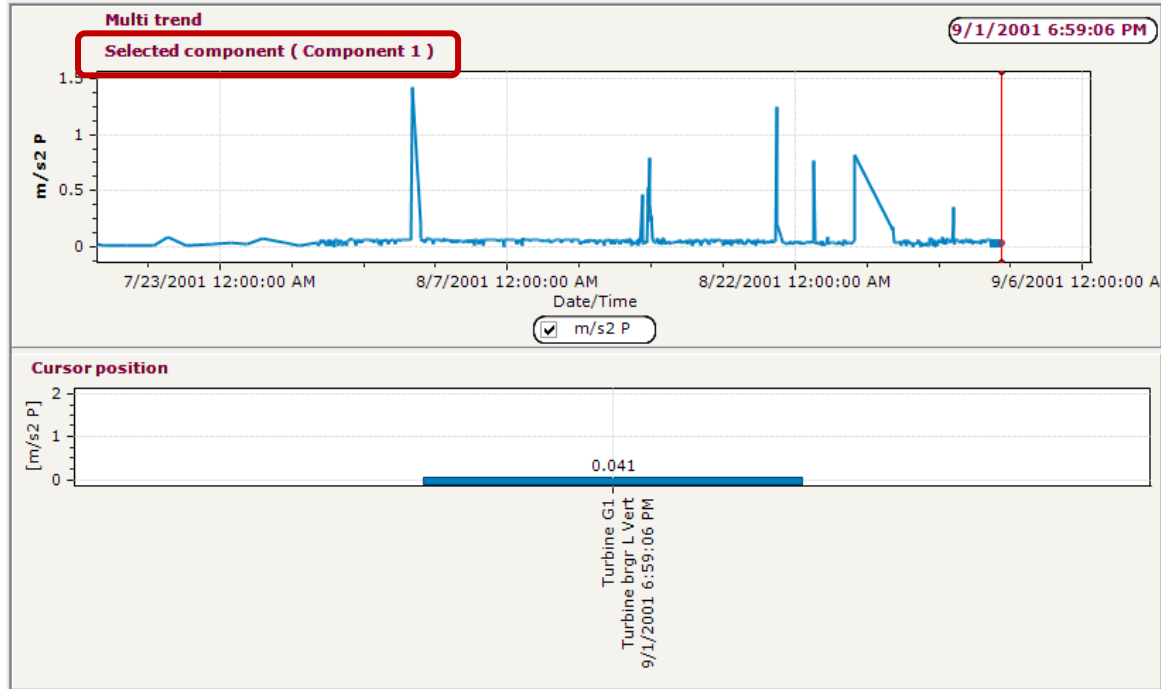 Multi trend
9/1/2001 6:59:06 PM
Selected component ( Component 1 )
1.5
1
0.5
0
m/s2 P
7/23/2001 12:00:00 AM
8/7/2001 12:00:00 AM
8/22/2001 12:00:00 AM
9/6/2001 12:00:00 A
Date/Time
m/s2 P
Cursor position
2
1
0
[m/s2 P]
0.041
Turbine G1
Turbine brgr L Vert
9/1/2001 6:59:06 PM